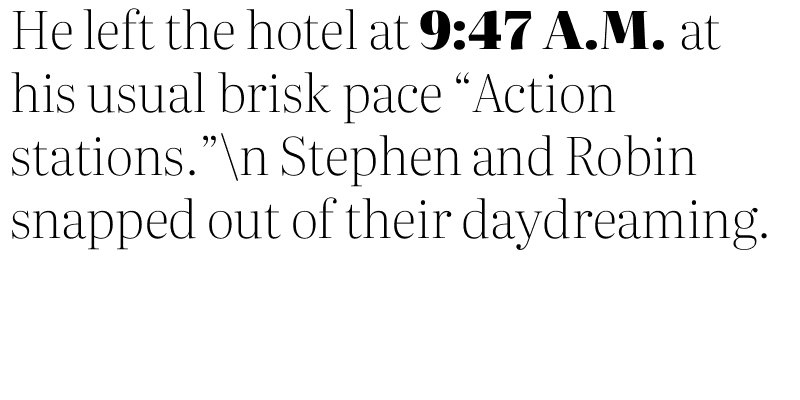 He left the hotel at 9:47 A.M. at
his usual brisk pace “Action
stations.”\n Stephen and Robin
snapped out of their daydreaming.